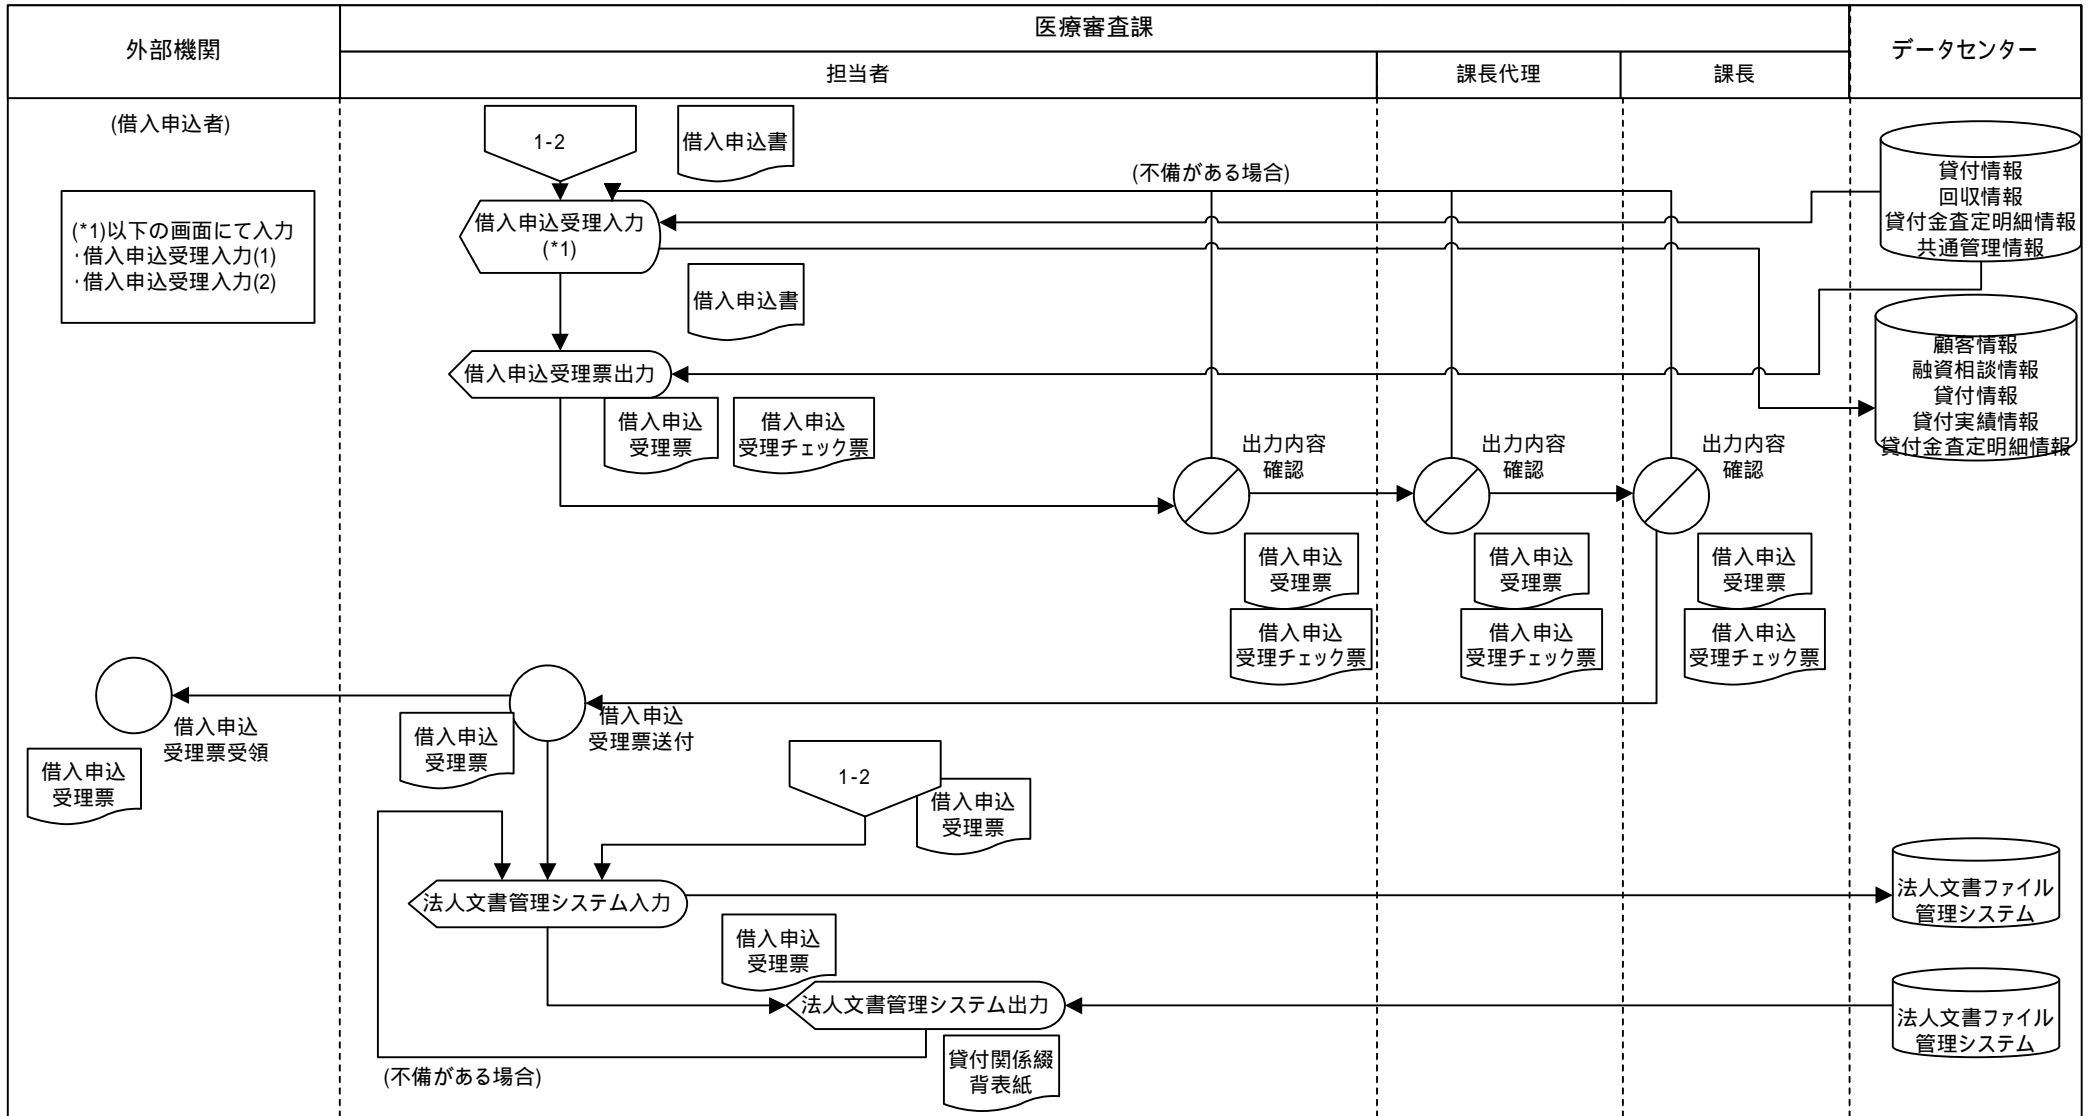 外部機関
医療審査課
データセンター
担当者
課長代理
課長
(借入申込者)
1-2
借入申込書
(不備がある場合)
貸付情報
回収情報
貸付金査定明細情報
共通管理情報
(*1)以下の画面にて入力
・借入申込受理入力(1)
・借入申込受理入力(2)
借入申込受理入力
(*1)
借入申込書
顧客情報
融資相談情報
貸付情報
貸付実績情報
貸付金査定明細情報
借入申込受理票出力
借入申込
受理票
借入申込
受理チェック票
出力内容
確認
出力内容
確認
出力内容
確認
借入申込
受理票
借入申込
受理チェック票
借入申込
受理票
借入申込
受理チェック票
借入申込
受理票
借入申込
受理チェック票
借入申込
受理票受領
借入申込
受理票
借入申込
受理票
借入申込
受理票送付
1-2
借入申込
受理票
法人文書管理システム入力
法人文書ファイル
管理システム
借入申込
受理票
法人文書管理システム出力
法人文書ファイル
管理システム
貸付関係綴
背表紙
(不備がある場合)